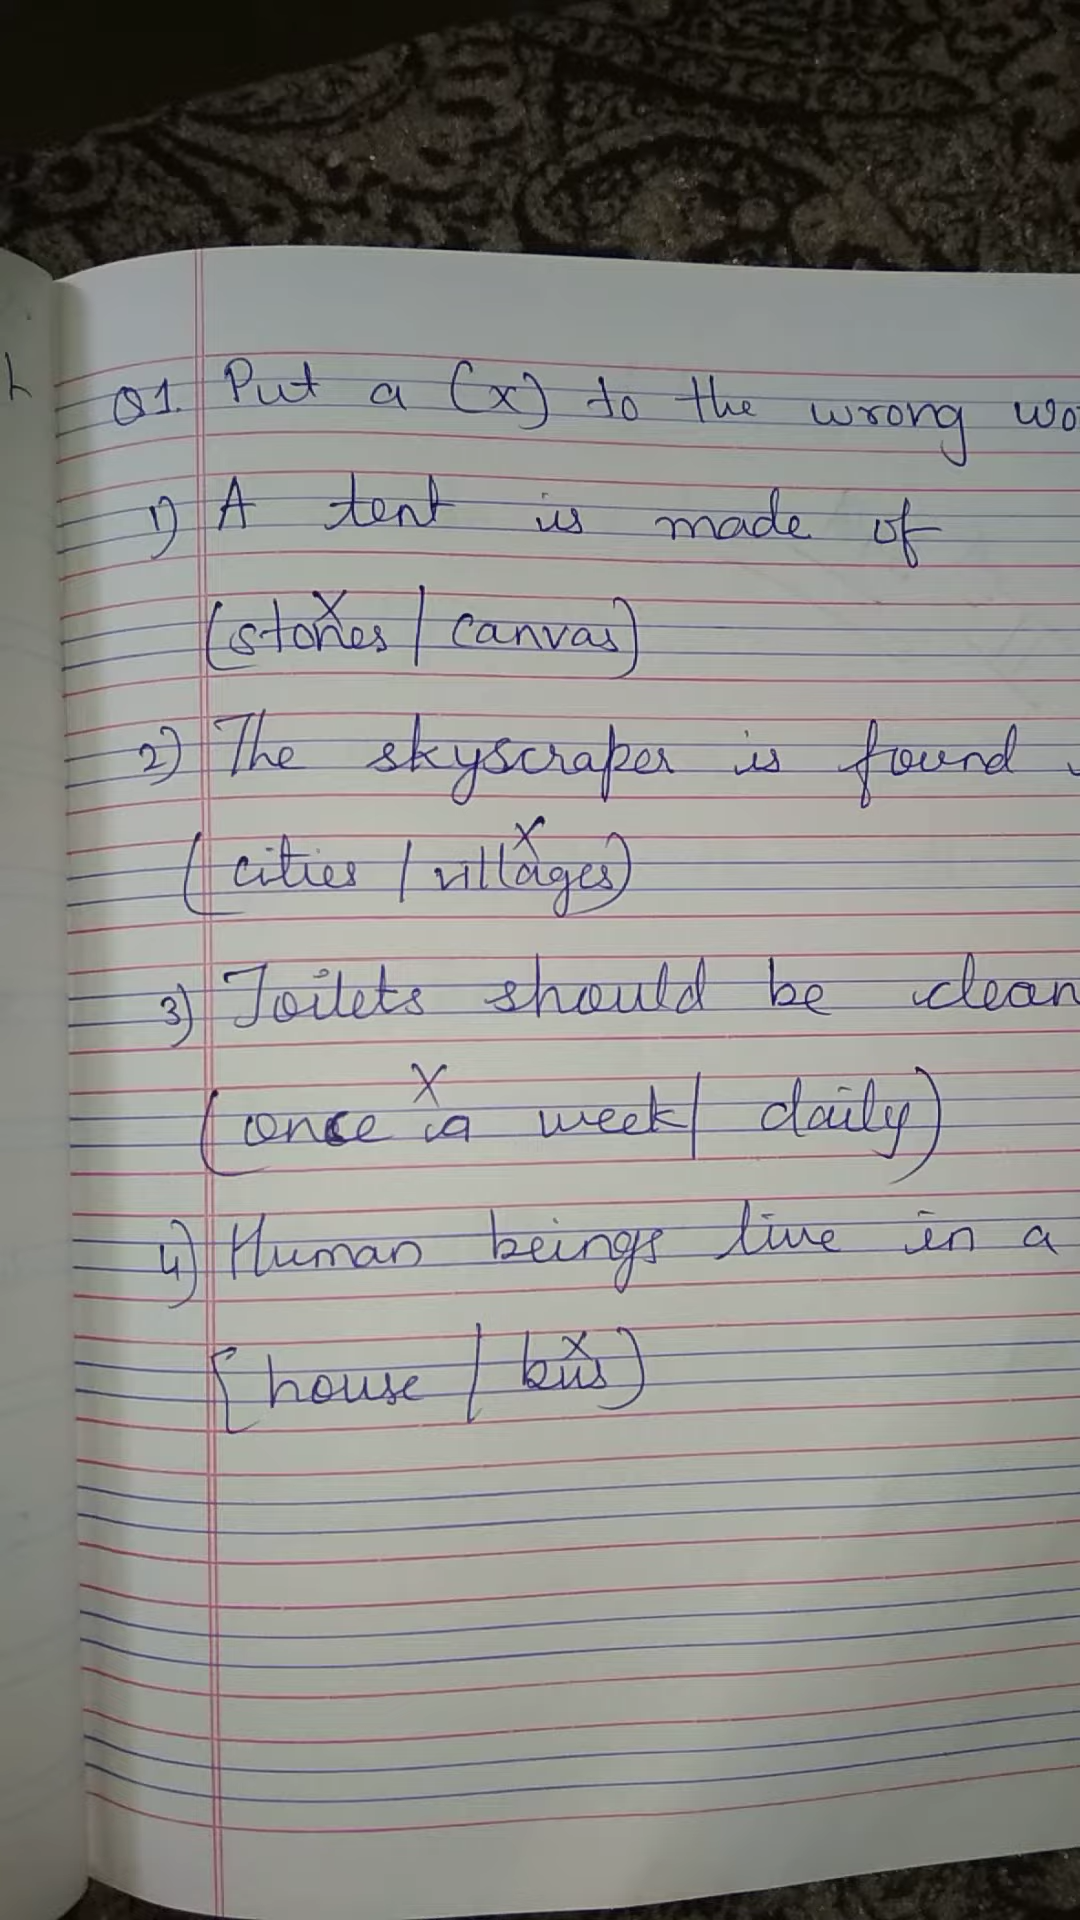 Q1. Put a (x) to the wrong wo
1) A tent is made of
x
(stones / canvas)
2) The skyscraper is found
x
(cities / villages)
3) Toilets should be clean
x
(once a week / daily)
4) Human beings live in a
x
(house / bus)